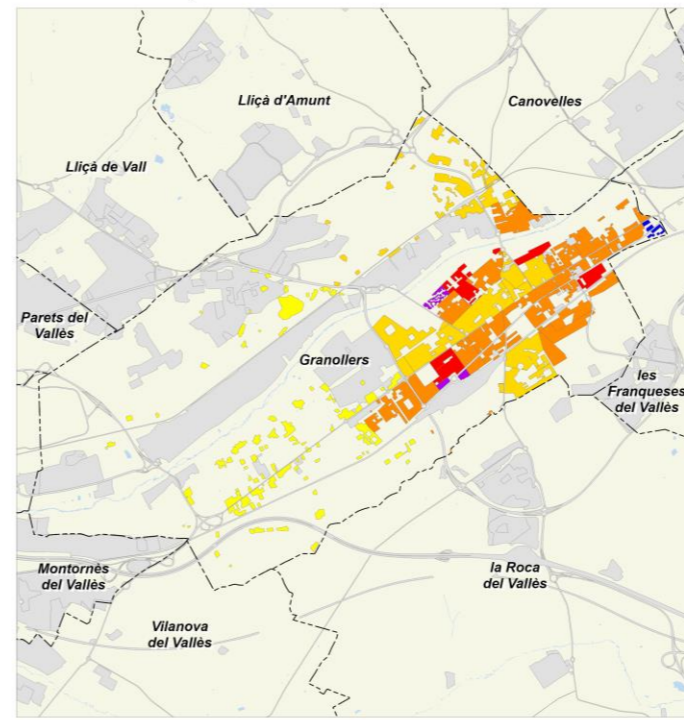 Lliçà d'Amunt
Canovelles
Lliçà de Vall
Parets del
Vallès
Granollers
les
Franqueses
del Vallès
Montornès
del Vallès
la Roca
del Vallès
Vilanova
del Vallès